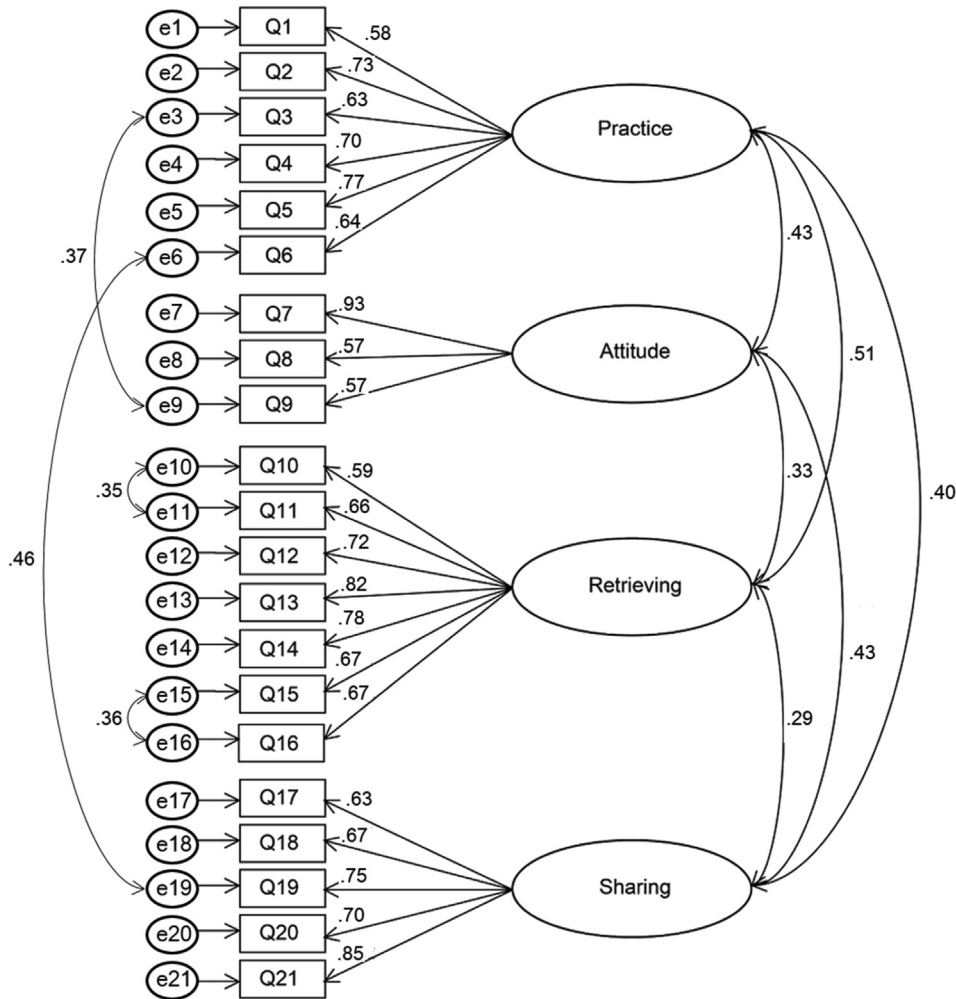 e1 Q1 .58
e2 Q2 .73
e3 Q3 .63
Practice
e4 Q4 .70
e5 Q5 .77
e6 Q6 .64
.37
.43
e7 Q7 .93
e8 Q8 .57
Attitude
.51
e9 Q9 .57
e10 Q10 .59
.35
.33
e11 Q11 .66
.40
e12 Q12 .72
.46
e13 Q13 .82
Retrieving
e14 Q14 .78
.43
e15 Q15 .67
.36
.29
e16 Q16 .67
e17 Q17 .63
e18 Q18 .67
e19 Q19 .75
Sharing
e20 Q20 .70
e21 Q21 .85